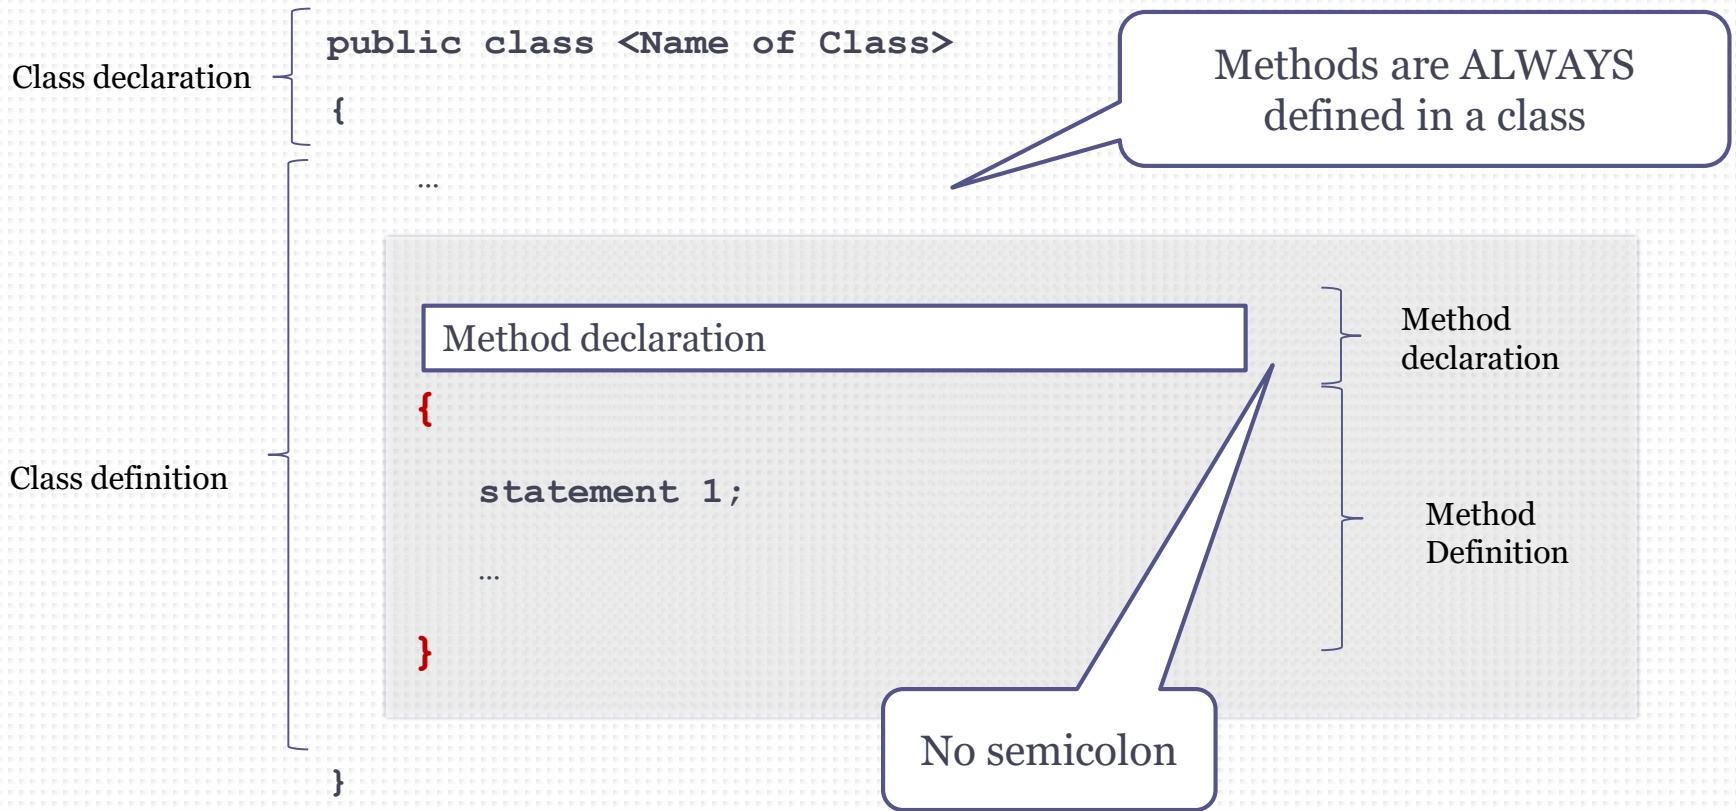 public class <Name of Class>
Class declaration
{
Methods are ALWAYS
defined in a class
…
Method declaration
Method
declaration
{
Class definition
statement 1;
Method
Definition
…
}
No semicolon
}